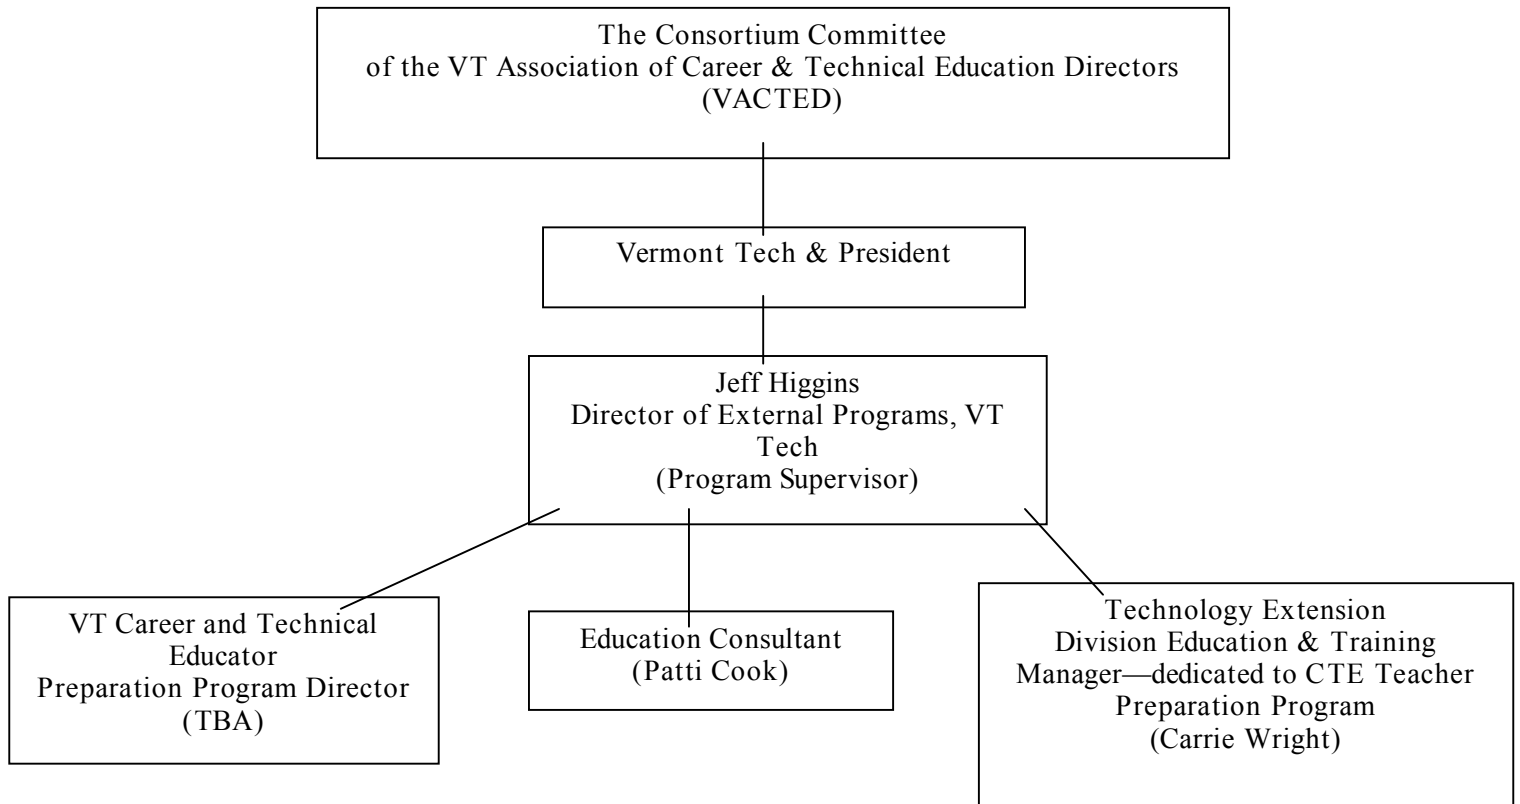 The Consortium Committee
of the VT Association of Career & Technical Education Directors
(VACTED)
Vermont Tech & President
Jeff Higgins
Director of External Programs, VT
Tech
(Program Supervisor)
VT Career and Technical
Educator
Preparation Program Director
(TBA)
Education Consultant
(Patti Cook)
Technology Extension
Division Education & Training
Manager—dedicated to CTE Teacher
Preparation Program
(Carrie Wright)